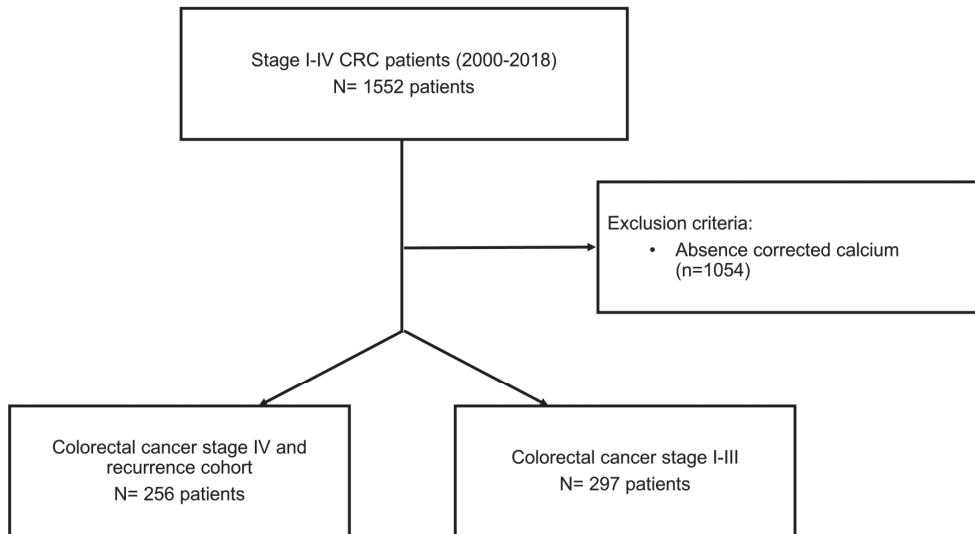 Stage I-IV CRC patients (2000-2018)
N= 1552 patients
Exclusion criteria:
• Absence corrected calcium
(n=1054)
Colorectal cancer stage IV and
recurrence cohort
N= 256 patients
Colorectal cancer stage I-III
N= 297 patients